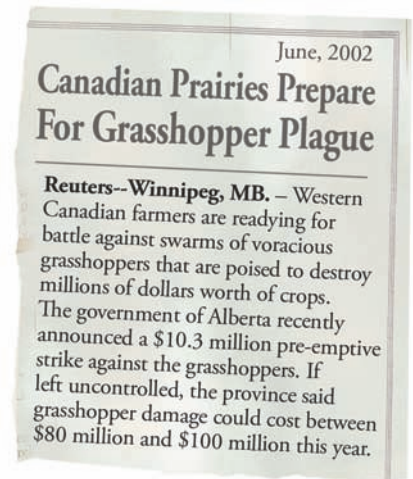 June, 2002
Canadian Prairies Prepare
For Grasshopper Plague
Reuters--Winnipeg, MB. – Western
Canadian farmers are readying for
battle against swarms of voracious
grasshoppers that are poised to destroy
millions of dollars worth of crops.
The government of Alberta recently
announced a $10.3 million pre-emptive
strike against the grasshoppers. If
left uncontrolled, the province said
grasshopper damage could cost between
$80 million and $100 million this year.